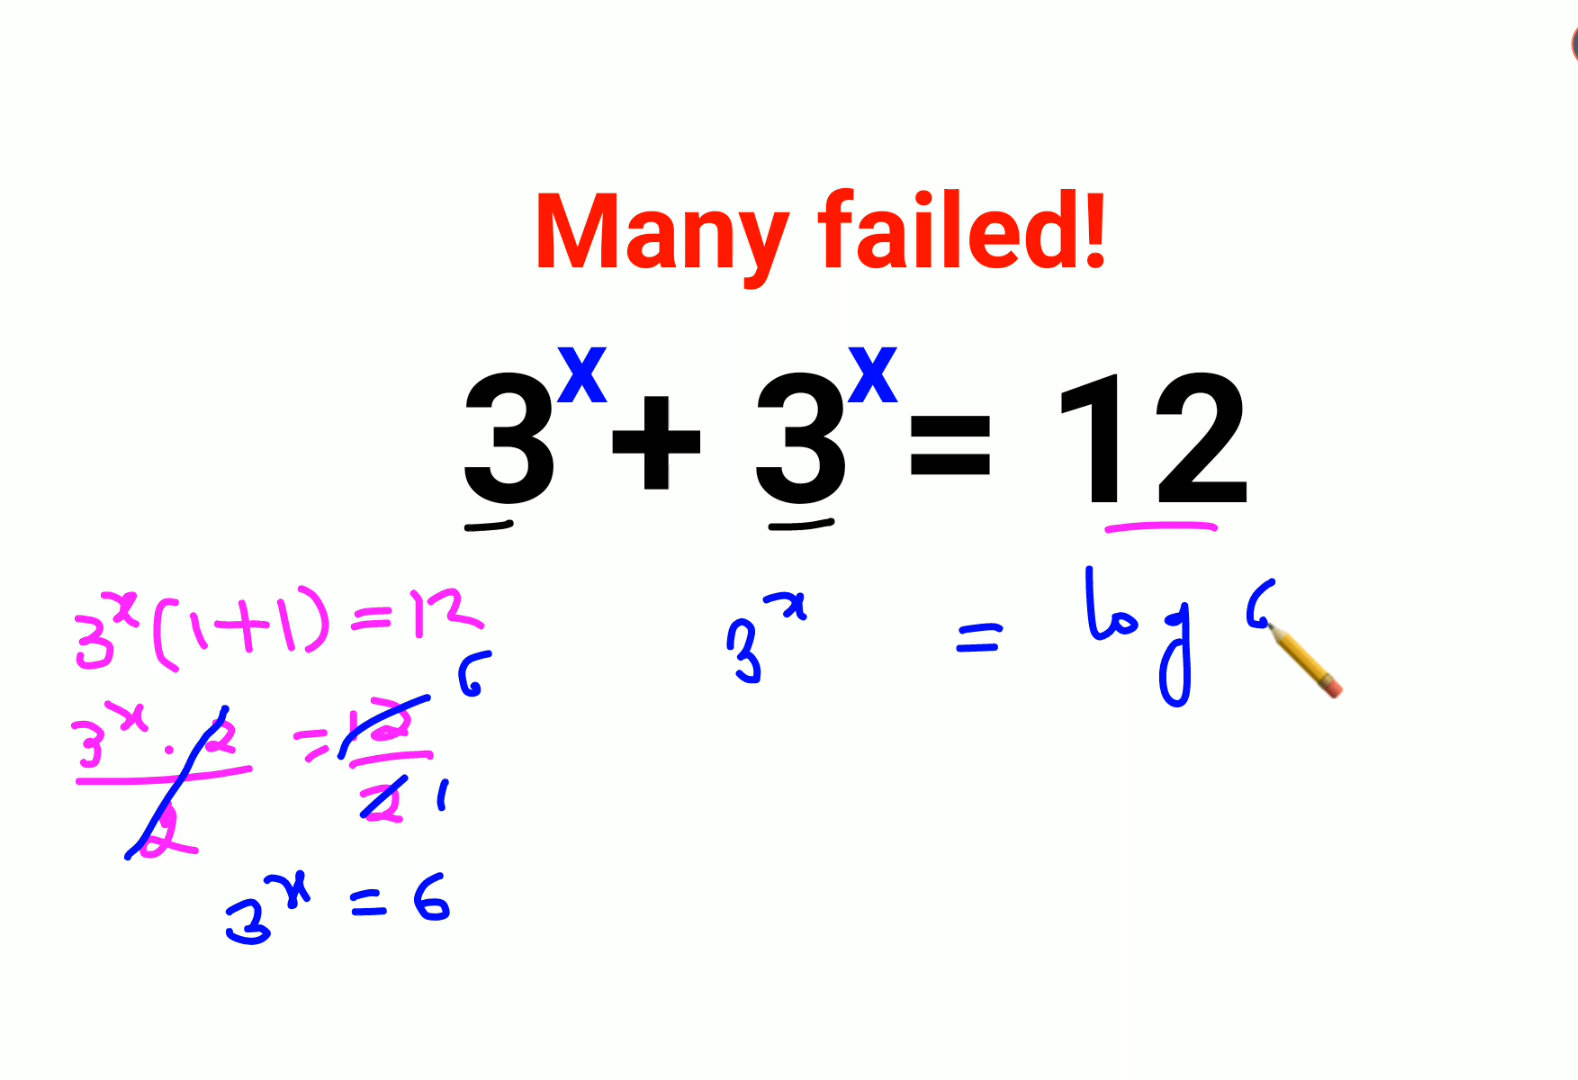 Many failed!
3^x + 3^x = 12
3^x (1+1) = 12
3^x . 2 / 2 = 12 / 2 6 1
3^x = 6
3^x = log 6